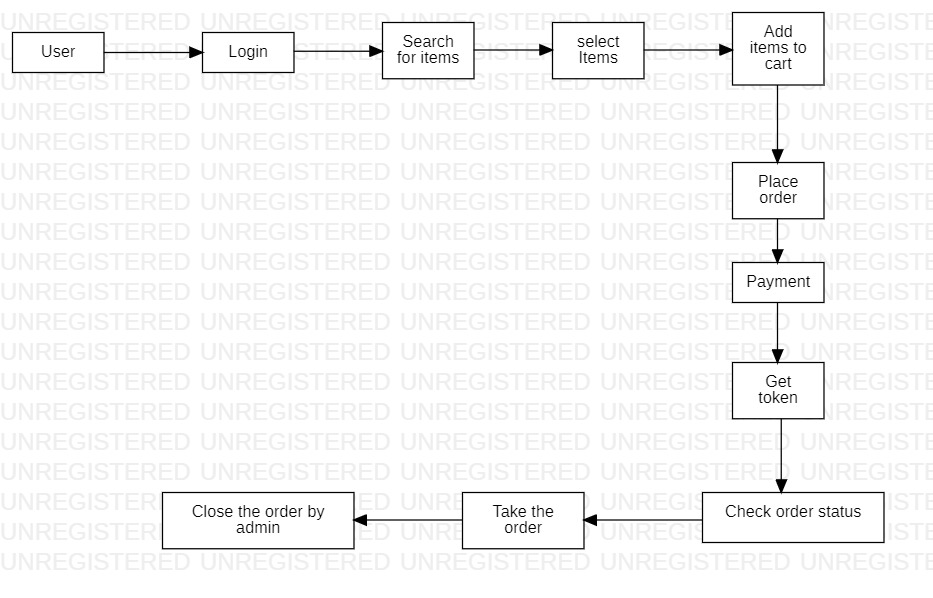 User
Login
Search
for items
select
Items
Add
items to
cart
Place
order
Payment
Get
token
Check order status
Take the
order
Close the order by
admin
UNREGISTERED